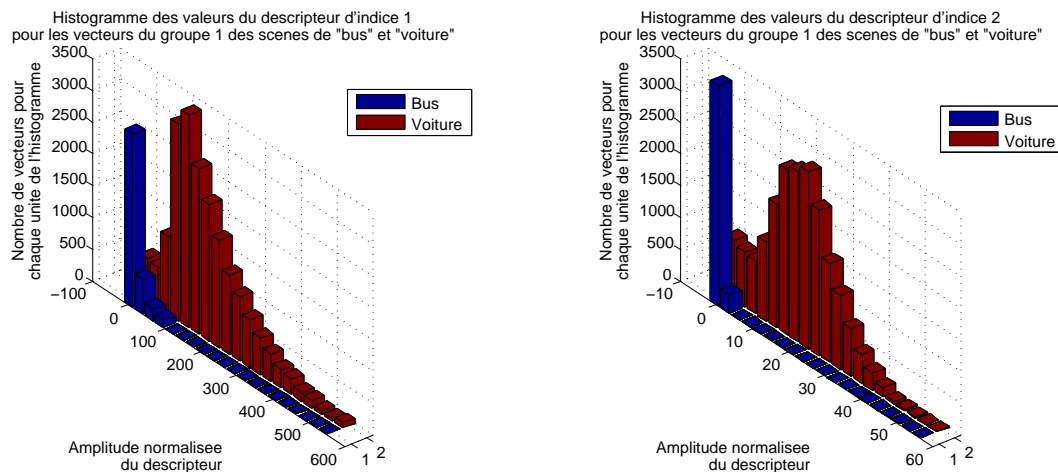 Histogramme des valeurs du descripteur d'indice 1
pour les vecteurs du groupe 1 des scenes de "bus" et "voiture"
3500
3000
2500
2000
1500
1000
500
0
Nombre de vecteurs pour
chaque unite de l'histogramme
−100
0
100
200
300
400
500
600
1
2
Amplitude normalisee
du descripteur
Bus
Voiture
Histogramme des valeurs du descripteur d'indice 2
pour les vecteurs du groupe 1 des scenes de "bus" et "voiture"
3500
3000
2500
2000
1500
1000
500
0
Nombre de vecteurs pour
chaque unite de l'histogramme
−10
0
10
20
30
40
50
60
1
2
Amplitude normalisee
du descripteur
Bus
Voiture